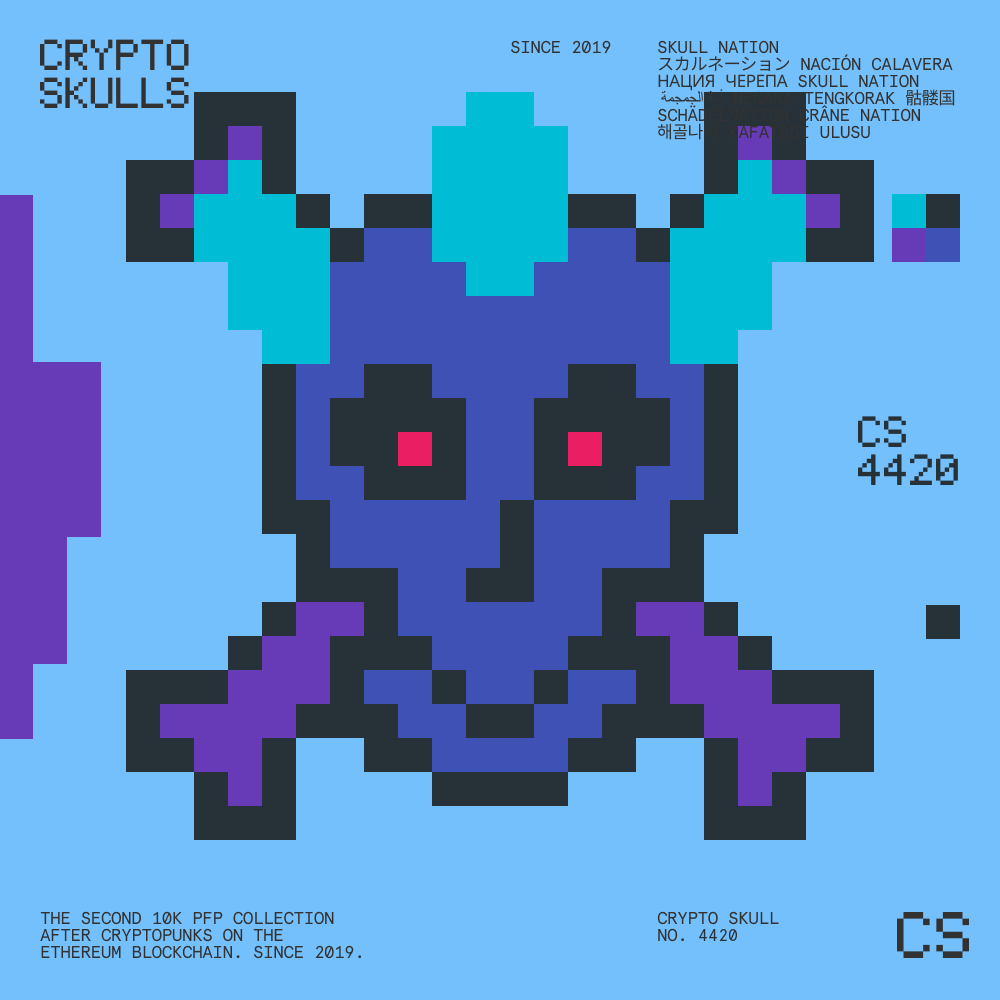 CRYPTO
SKULLS
SINCE 2019
SKULL NATION
スカルネーション NACIÓN CALAVERA
НАЦИЯ ЧЕРЕПА SKULL NATION
TENGKORAK 骷髅国
CRÂNE NATION
해골나 ULUSU
CS
4420
THE SECOND 10K PFP COLLECTION
AFTER CRYPTOPUNKS ON THE
ETHEREUM BLOCKCHAIN. SINCE 2019.
CRYPTO SKULL
NO. 4420
CS